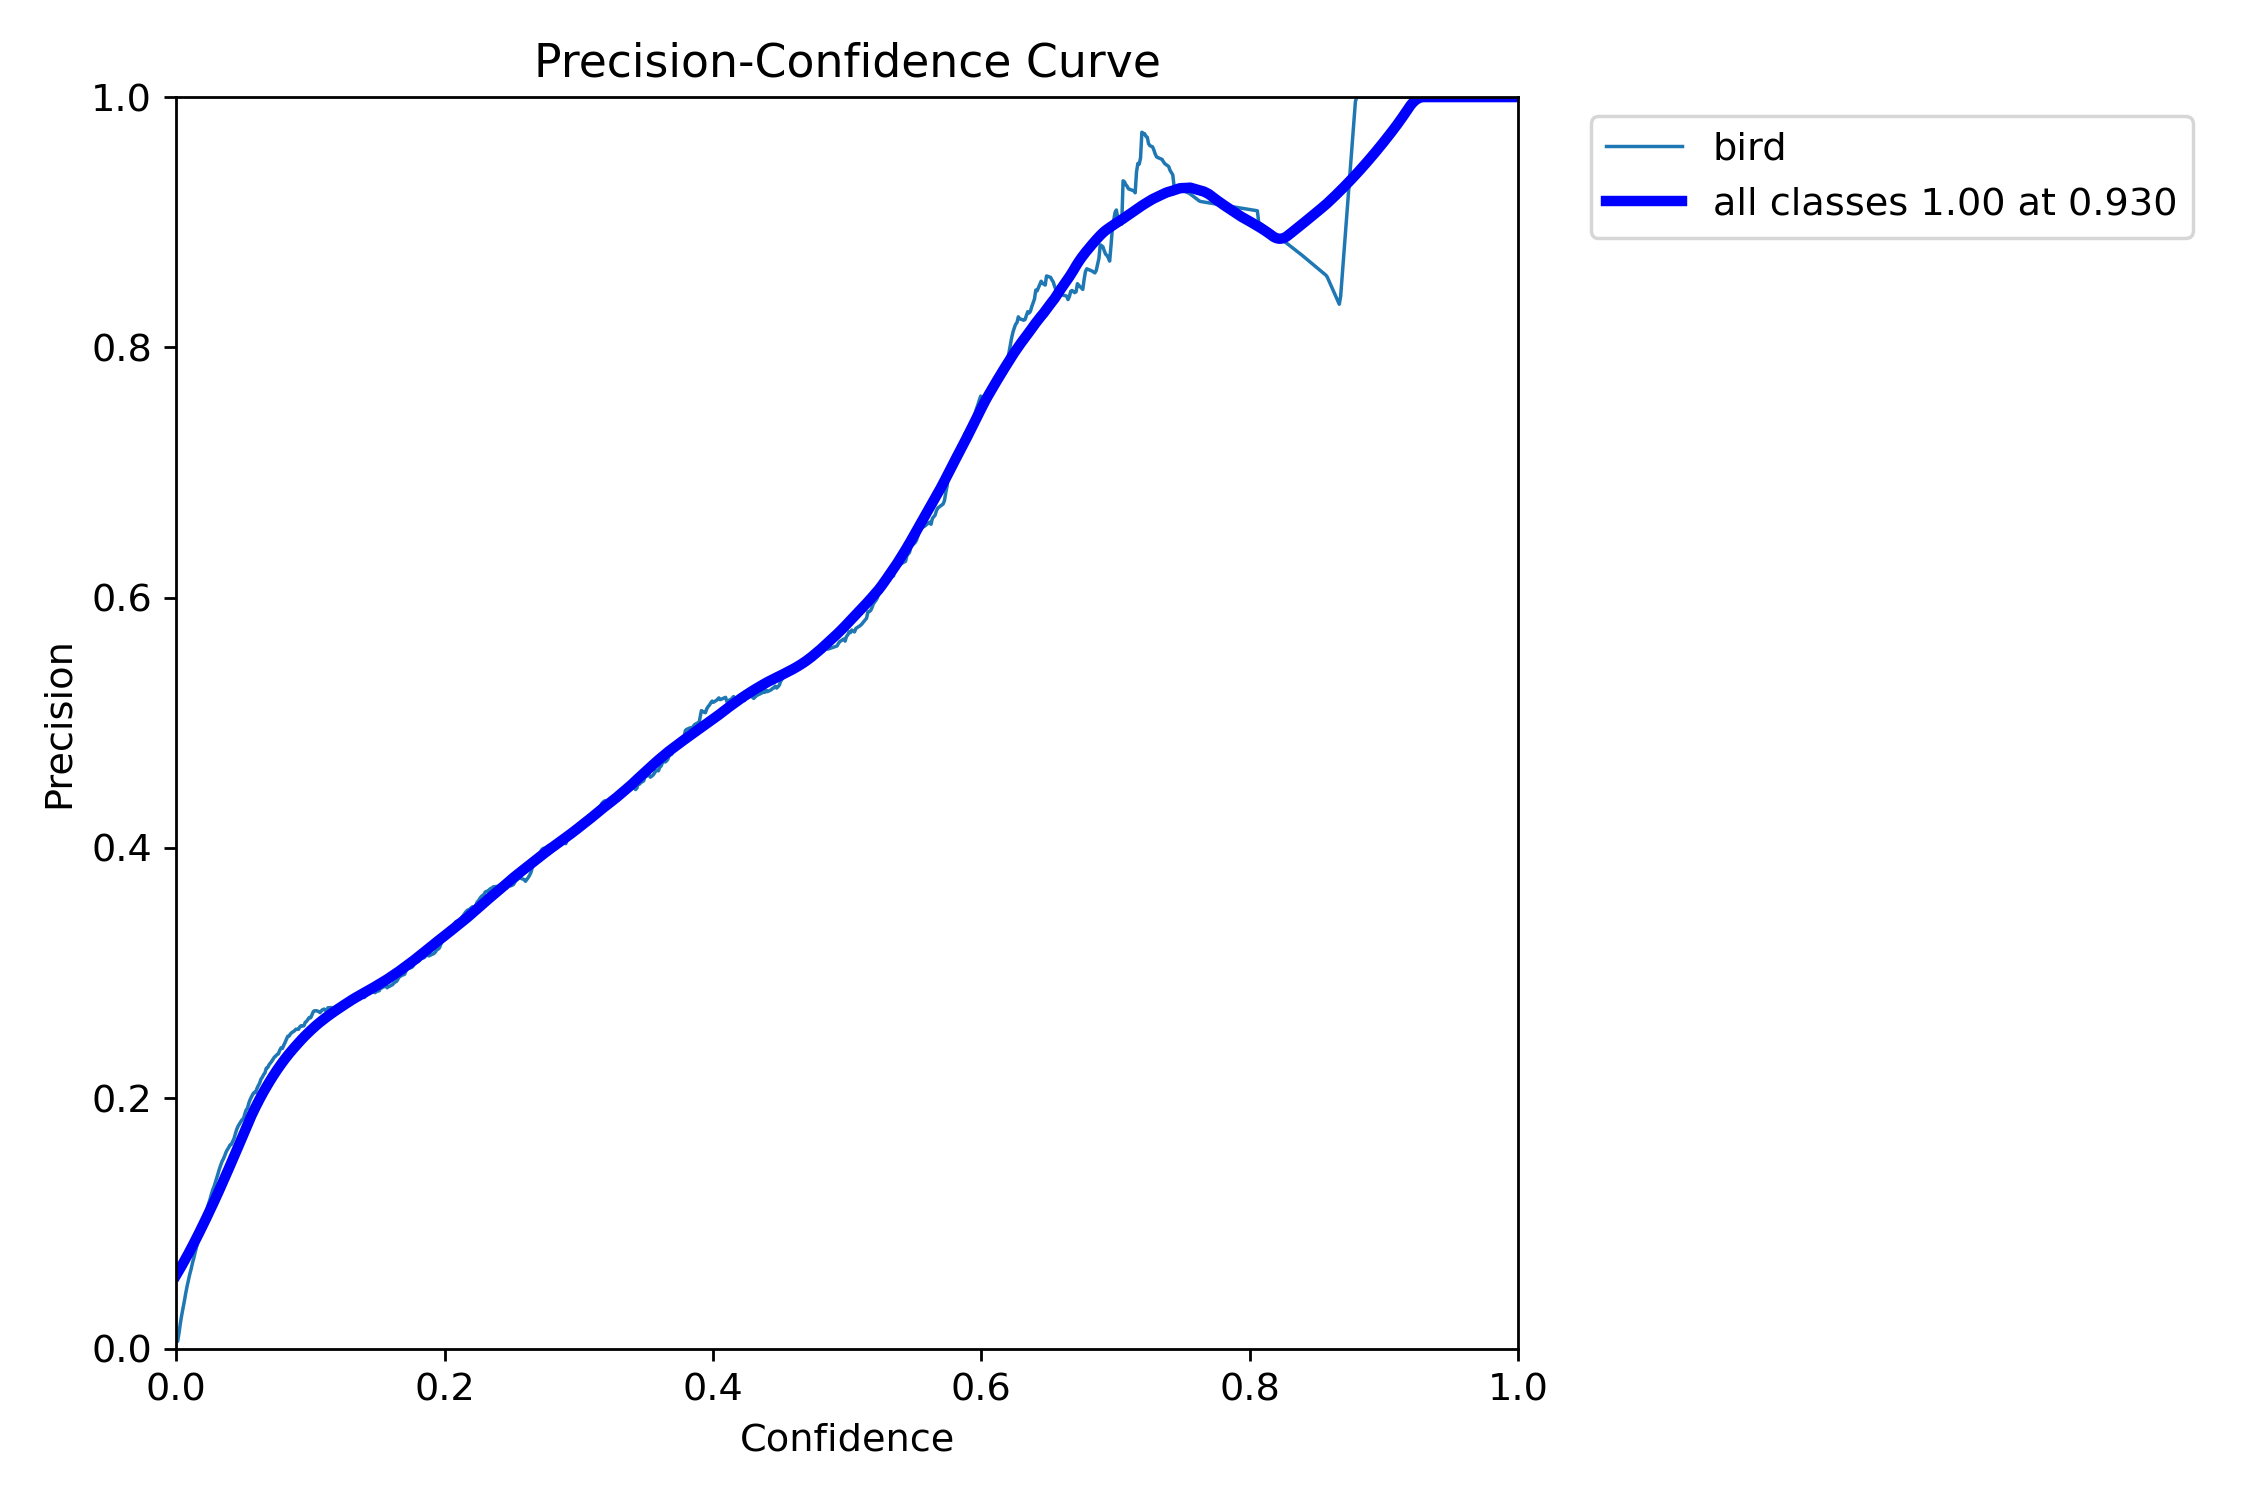 Precision-Confidence Curve
bird
all classes 1.00 at 0.930
1.0
0.8
0.6
0.4
0.2
0.0
Precision
0.0 0.2 0.4 0.6 0.8 1.0
Confidence